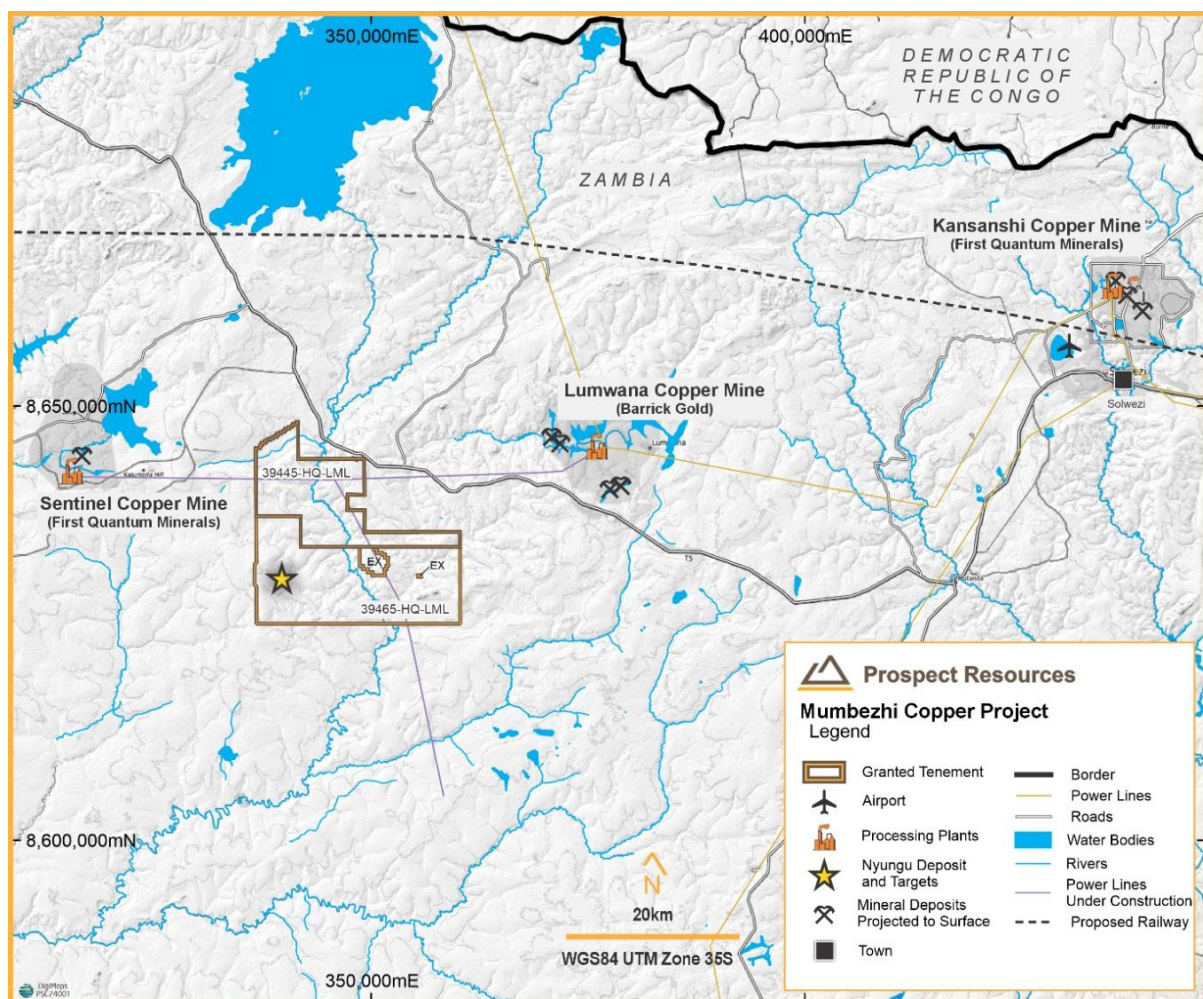 350,000mE
400,000mE
DEMOCRATIC
REPUBLIC OF
THE CONGO
ZAMBIA
Kansanshi Copper Mine
(First Quantum Minerals)
Lumwana Copper Mine
(Barrick Gold)
8,650,000mN
Solwezi
39445-HQ-LML
Sentinel Copper Mine
(First Quantum Minerals)
EX
EX
T5
39465-HQ-LML
Prospect Resources
Mumbezhi Copper Project
Legend
Granted Tenement
Border
Airport
Power Lines
Roads
Processing Plants
Water Bodies
Nyungu Deposit
and Targets
Rivers
Mineral Deposits
Projected to Surface
Power Lines
Under Construction
Proposed Railway
Town
8,600,000mN
N
20km
WGS84 UTM Zone 35S
350,000mE
DigiMaps
PSC24001